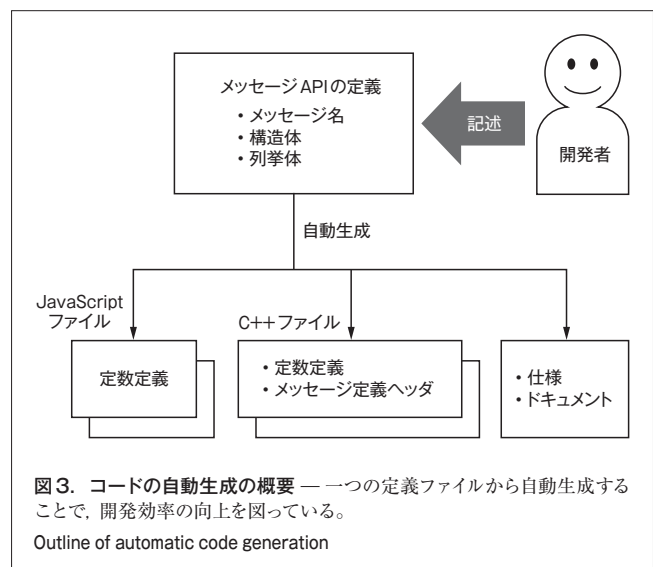 メッセージAPIの定義
・メッセージ名
・構造体
・列挙体
記述
開発者
自動生成
JavaScript
ファイル
定数定義
C++ファイル
・定数定義
・メッセージ定義ヘッダ
・仕様
・ドキュメント
図3. コードの自動生成の概要 — 一つの定義ファイルから自動生成する
ことで, 開発効率の向上を図っている。
Outline of automatic code generation